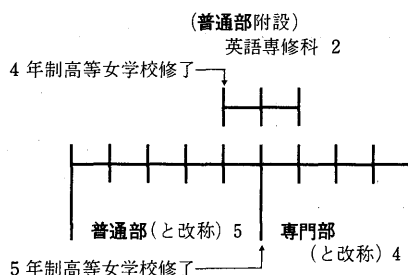 (普通部附設)
英語専修科 2
4年制高等女学校修了
普通部(と改称) 5
専門部
(と改称) 4
5年制高等女学校修了